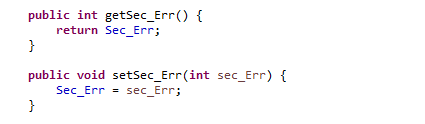 public int getSec_Err() {
    return Sec_Err;
}

public void setSec_Err(int sec_Err) {
    Sec_Err = sec_Err;
}